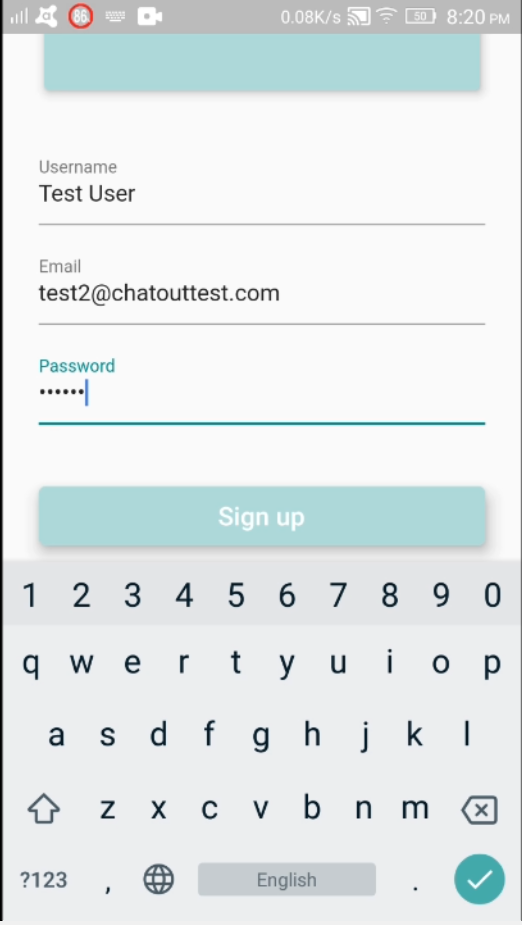 86
0.08K/s
50
8:20 PM
Username
Test User
Email
test2@chatouttest.com
Password
••••••
Sign up
1 2 3 4 5 6 7 8 9 0
q w e r t y u i o p
a s d f g h j k l
z x c v b n m
?123 , English .